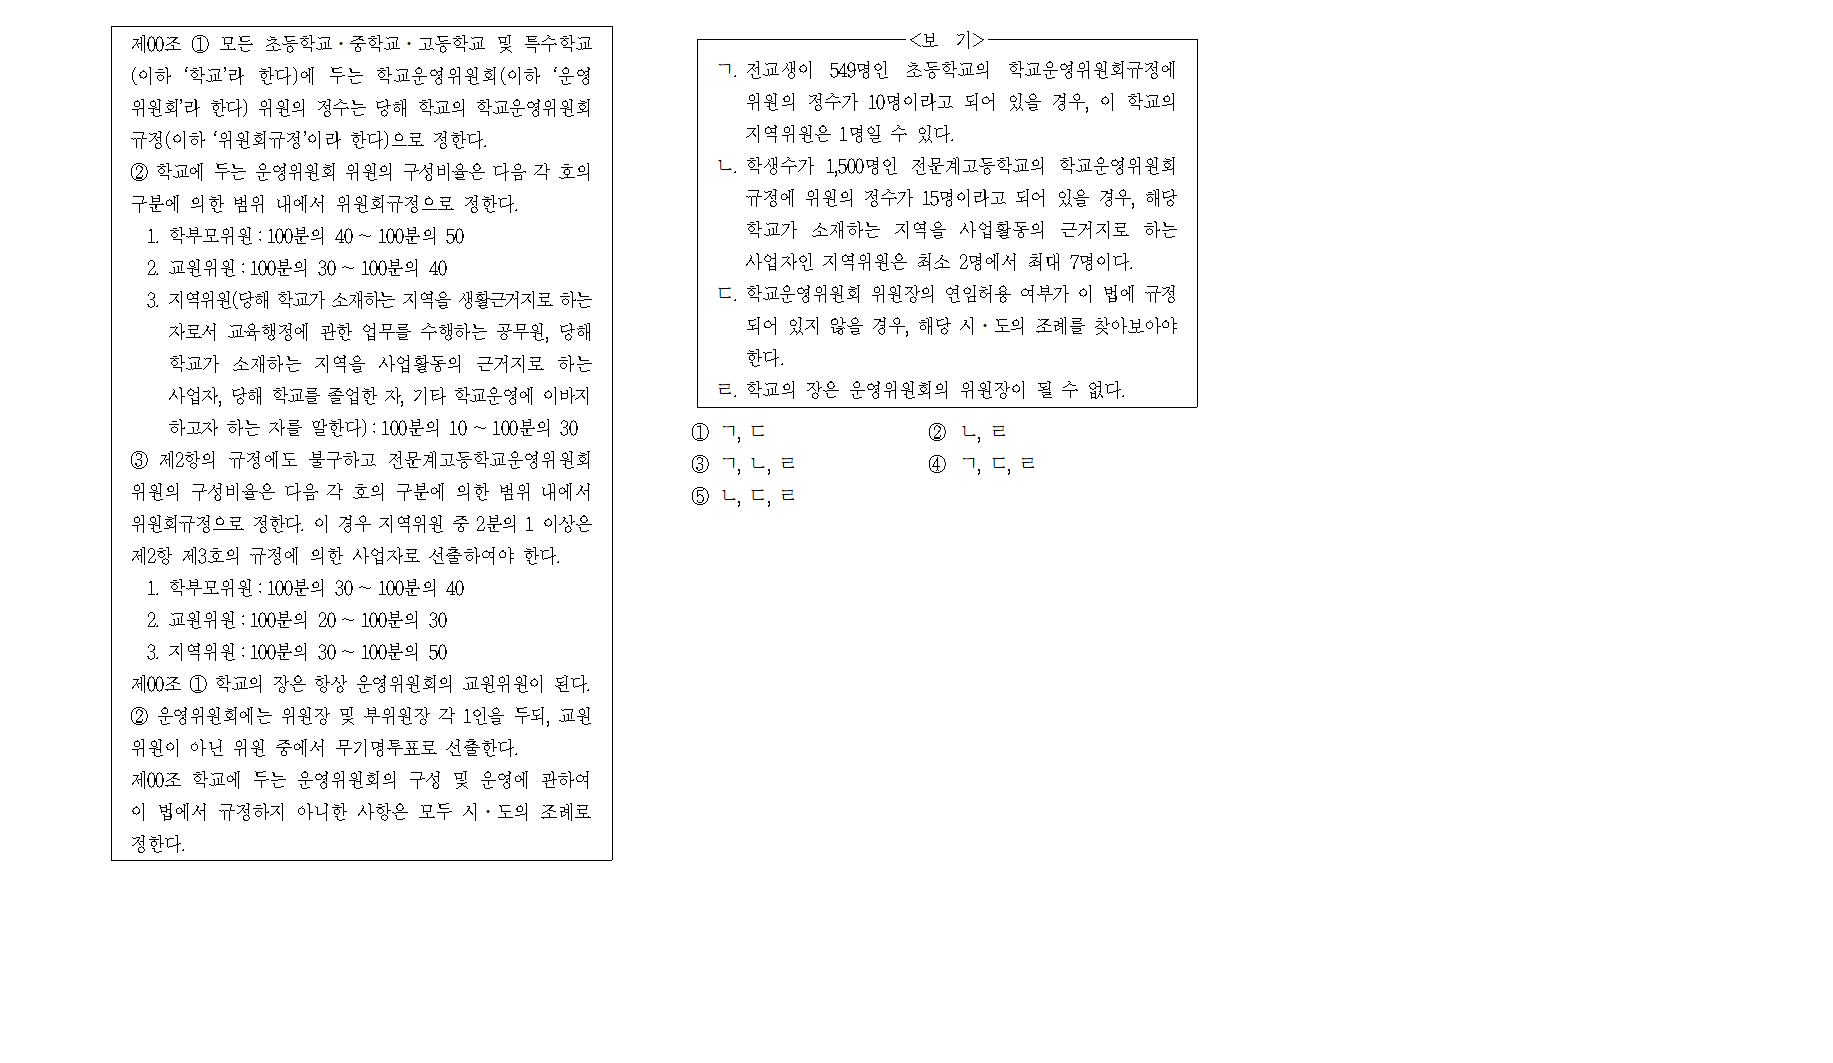 제00조 ① 모든 초등학교·중학교·고등학교 및 특수학교
(이하 ‘학교’라 한다)에 두는 학교운영위원회(이하 ‘운영
위원회’라 한다) 위원의 정수는 당해 학교의 학교운영위원회
규정(이하 ‘위원회규정’이라 한다)으로 정한다.
② 학교에 두는 운영위원회 위원의 구성비율은 다음 각 호의
구분에 의한 범위 내에서 위원회규정으로 정한다.
1. 학부모위원 : 100분의 40 ~ 100분의 50
2. 교원위원 : 100분의 30 ~ 100분의 40
3. 지역위원(당해 학교가 소재하는 지역을 생활근거지로 하는
자로서 교육행정에 관한 업무를 수행하는 공무원, 당해
학교가 소재하는 지역을 사업활동의 근거지로 하는
사업자, 당해 학교를 졸업한 자, 기타 학교운영에 이바지
하고자 하는 자를 말한다) : 100분의 10 ~ 100분의 30
③ 제2항의 규정에도 불구하고 전문계고등학교운영위원회
위원의 구성비율은 다음 각 호의 구분에 의한 범위 내에서
위원회규정으로 정한다. 이 경우 지역위원 중 2분의 1 이상은
제2항 제3호의 규정에 의한 사업자로 선출하여야 한다.
1. 학부모위원 : 100분의 30 ~ 100분의 40
2. 교원위원 : 100분의 20 ~ 100분의 30
3. 지역위원 : 100분의 30 ~ 100분의 50
제00조 ① 학교의 장은 항상 운영위원회의 교원위원이 된다.
② 운영위원회에는 위원장 및 부위원장 각 1인을 두되, 교원
위원이 아닌 위원 중에서 무기명투표로 선출한다.
제00조 학교에 두는 운영위원회의 구성 및 운영에 관하여
이 법에서 규정하지 아니한 사항은 모두 시·도의 조례로
정한다.
<보 기>
ㄱ. 전교생이 549명인 초등학교의 학교운영위원회규정에
위원의 정수가 10명이라고 되어 있을 경우, 이 학교의
지역위원은 1명일 수 있다.
ㄴ. 학생수가 1,500명인 전문계고등학교의 학교운영위원회
규정에 위원의 정수가 15명이라고 되어 있을 경우, 해당
학교가 소재하는 지역을 사업활동의 근거지로 하는
사업자인 지역위원은 최소 2명에서 최대 7명이다.
ㄷ. 학교운영위원회 위원장의 연임허용 여부가 이 법에 규정
되어 있지 않을 경우, 해당 시·도의 조례를 찾아보아야
한다.
ㄹ. 학교의 장은 운영위원회의 위원장이 될 수 없다.
① ㄱ, ㄷ ② ㄴ, ㄹ
③ ㄱ, ㄴ, ㄹ ④ ㄱ, ㄷ, ㄹ
⑤ ㄴ, ㄷ, ㄹ